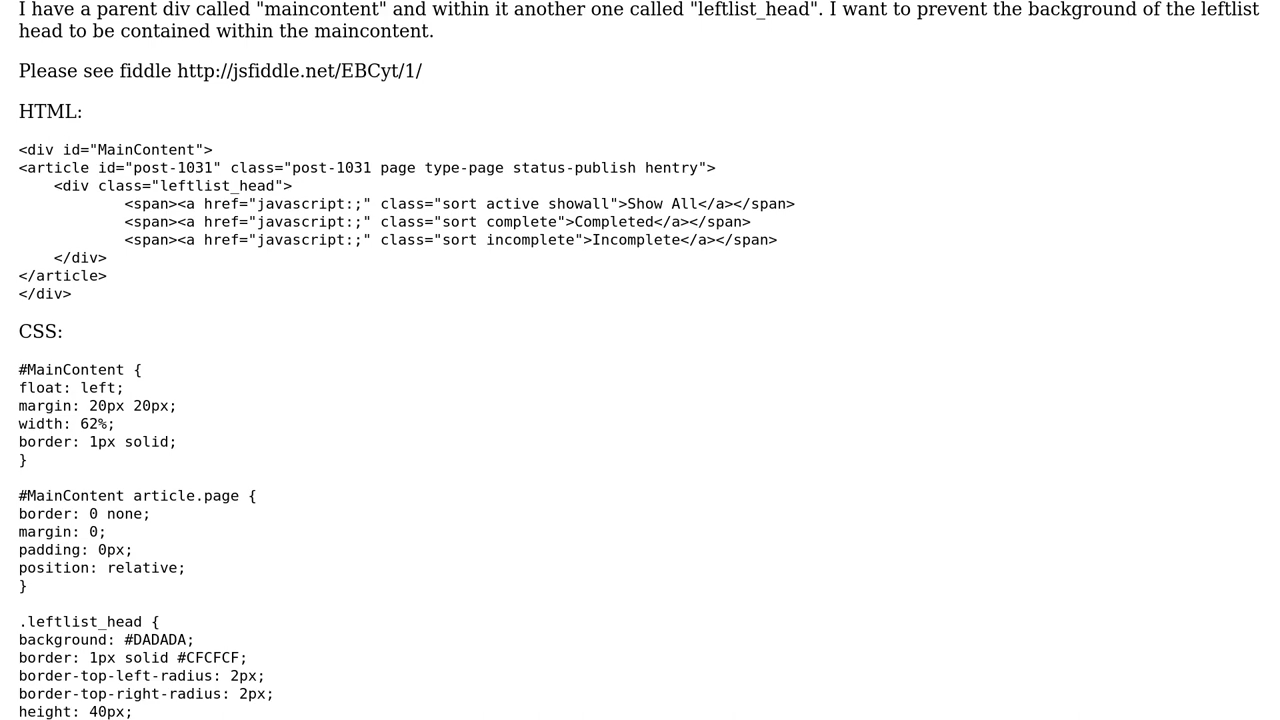 I have a parent div called "maincontent" and within it another one called "leftlist_head". I want to prevent the background of the leftlist
head to be contained within the maincontent.
Please see fiddle http://jsfiddle.net/EBCyt/1/
HTML:
<div id="MainContent">
<article id="post-1031" class="post-1031 page type-page status-publish hentry">
    <div class="leftlist_head">
            <span><a href="javascript:;" class="sort active showall">Show All</a></span>
            <span><a href="javascript:;" class="sort complete">Completed</a></span>
            <span><a href="javascript:;" class="sort incomplete">Incomplete</a></span>
    </div>
</article>
</div>
CSS:
#MainContent {
float: left;
margin: 20px 20px;
width: 62%;
border: 1px solid;
}
#MainContent article.page {
border: 0 none;
margin: 0;
padding: 0px;
position: relative;
}
.leftlist_head {
background: #DADADA;
border: 1px solid #CFCFCF;
border-top-left-radius: 2px;
border-top-right-radius: 2px;
height: 40px;